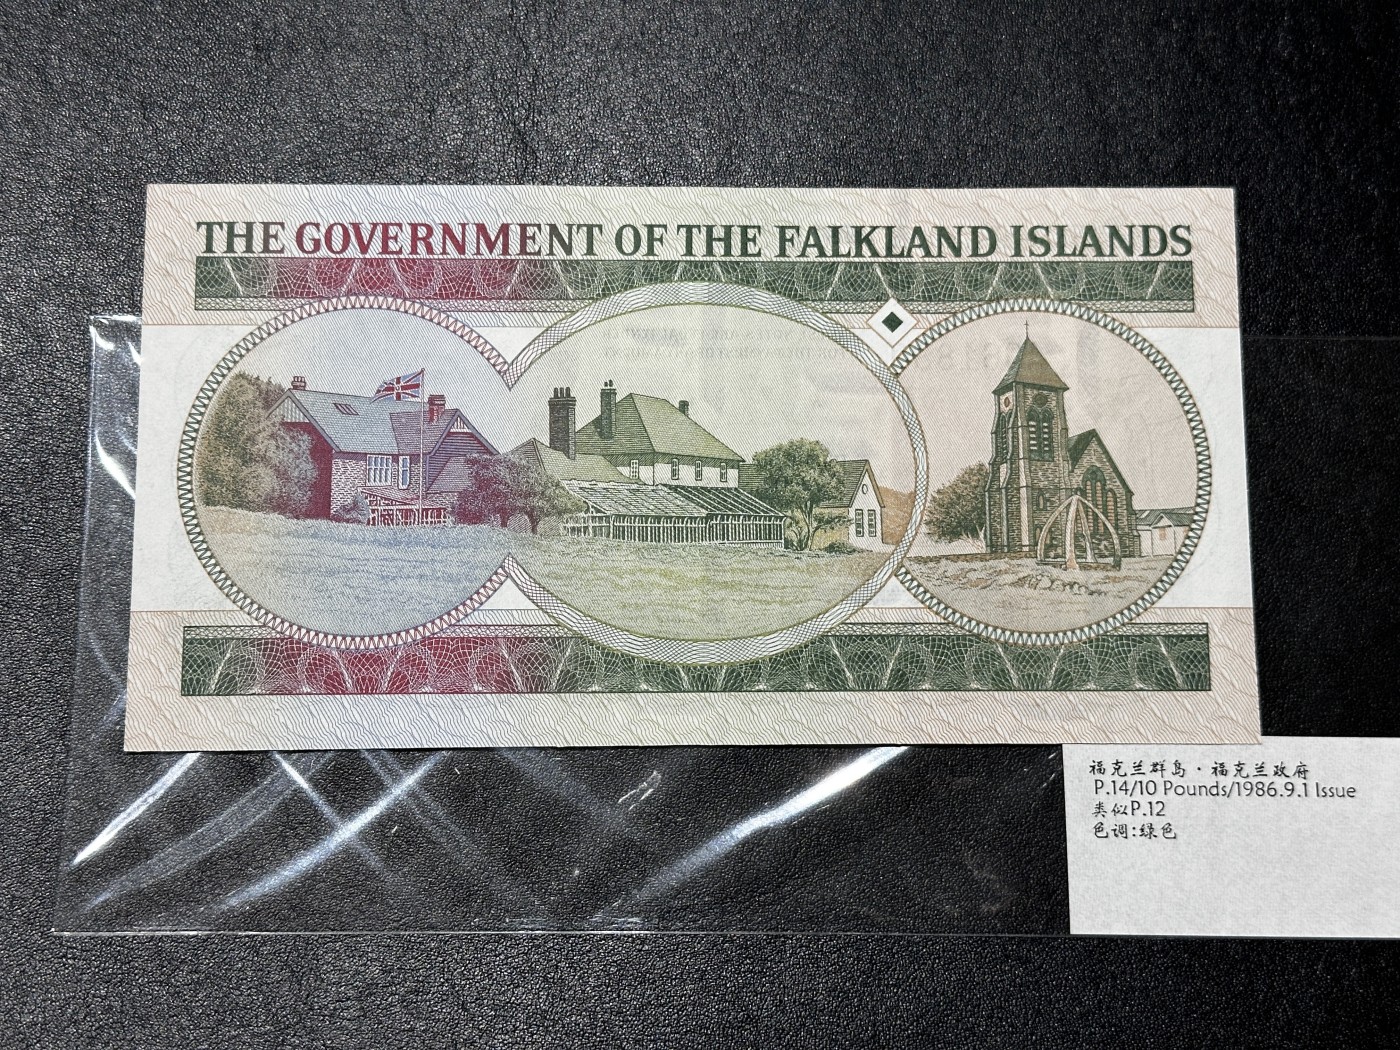 THE GOVERNMENT OF THE FALKLAND ISLANDS
福克兰群岛·福克兰政府
P.14/10 Pounds/1986.9.1 Issue
类似P.12
色调:绿色